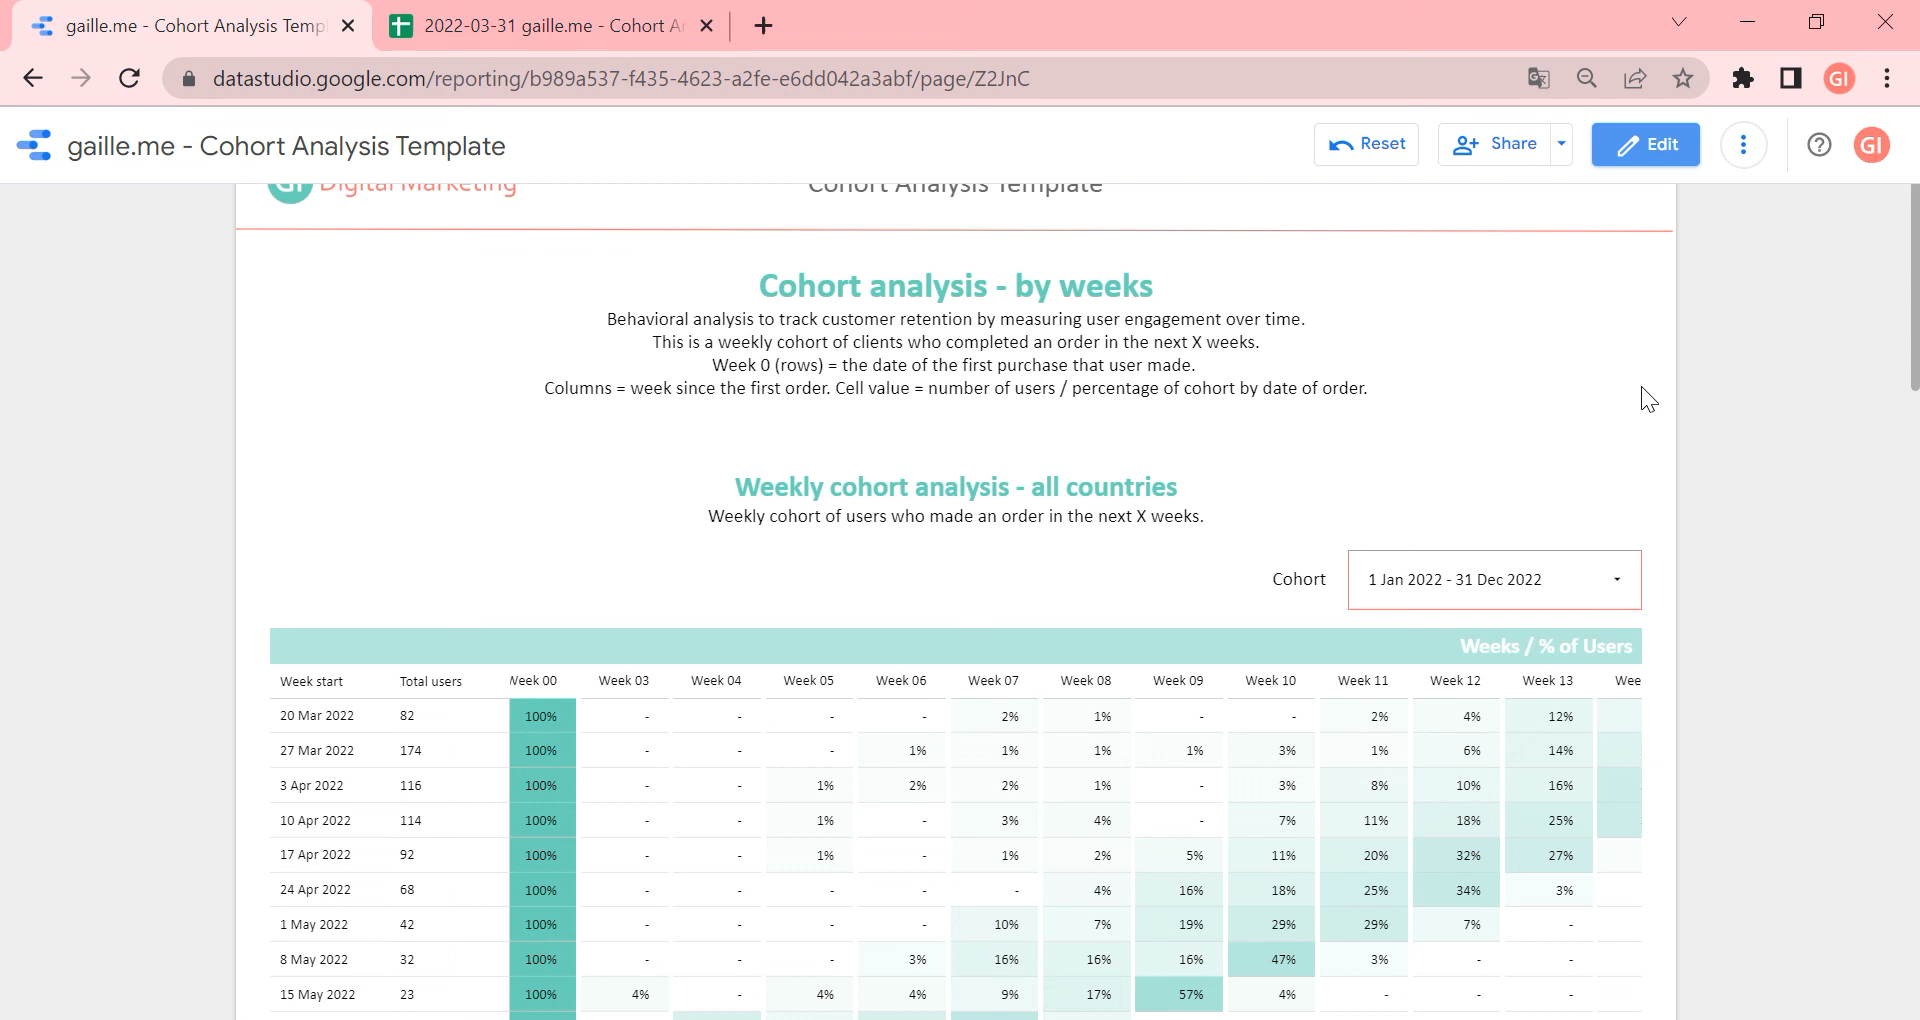 gaille.me - Cohort Analysis Temp
2022-03-31 gaille.me - Cohort A
datastudio.google.com/reporting/b989a537-f435-4623-a2fe-e6dd042a3abf/page/Z2JnC
GI
gaille.me - Cohort Analysis Template
Reset
Share
Edit
GI
GI Digital Marketing
Cohort Analysis Template
Cohort analysis - by weeks
Behavioral analysis to track customer retention by measuring user engagement over time.
This is a weekly cohort of clients who completed an order in the next X weeks.
Week 0 (rows) = the date of the first purchase that user made.
Columns = week since the first order. Cell value = number of users / percentage of cohort by date of order.
Weekly cohort analysis - all countries
Weekly cohort of users who made an order in the next X weeks.
Cohort 1 Jan 2022 - 31 Dec 2022
Weeks / % of Users
Week start Total users Week 00 Week 03 Week 04 Week 05 Week 06 Week 07 Week 08 Week 09 Week 10 Week 11 Week 12 Week 13 Wee
20 Mar 2022 82 100% - - - - 2% 1% - - 2% 4% 12%
27 Mar 2022 174 100% - - - 1% 1% 1% 1% 3% 1% 6% 14%
3 Apr 2022 116 100% - - 1% 2% 2% 1% - 3% 8% 10% 16%
10 Apr 2022 114 100% - - 1% - 3% 4% - 7% 11% 18% 25%
17 Apr 2022 92 100% - - 1% - 1% 2% 5% 11% 20% 32% 27%
24 Apr 2022 68 100% - - - - - 4% 16% 18% 25% 34% 3%
1 May 2022 42 100% - - - - 10% 7% 19% 29% 29% 7% -
8 May 2022 32 100% - - - 3% 16% 16% 16% 47% 3% - -
15 May 2022 23 100% 4% - 4% 4% 9% 17% 57% 4% - - -